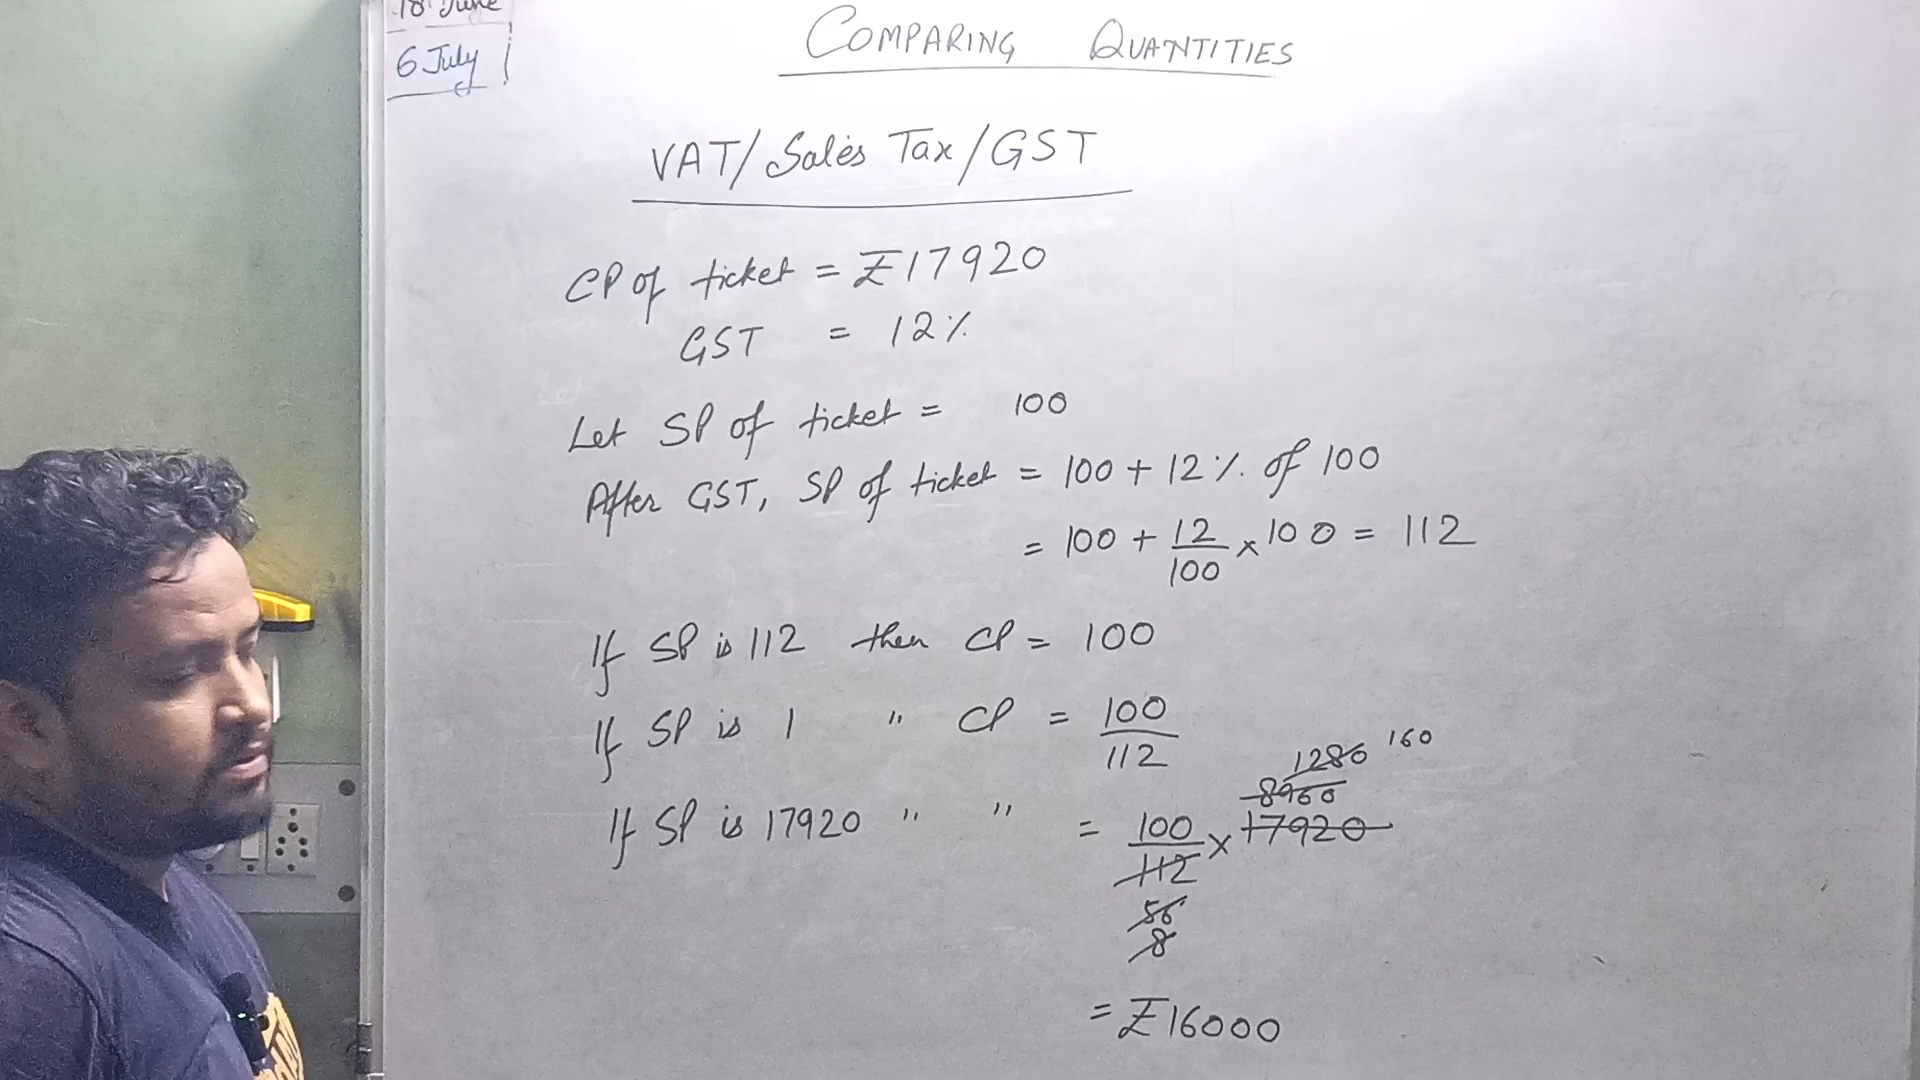 18 June
6 July
COMPARING QUANTITIES
VAT/Sales Tax/GST
CP of ticket = ₹17920
GST = 12%
Let SP of ticket = 100
After GST, SP of ticket = 100 + 12% of 100
= 100 + 12/100 × 100 = 112
If SP is 112 then CP = 100
If SP is 1 " CP = 100/112
1280 160
8960
If SP is 17920 " " = 100/112 × 17920
56
8
= ₹16000